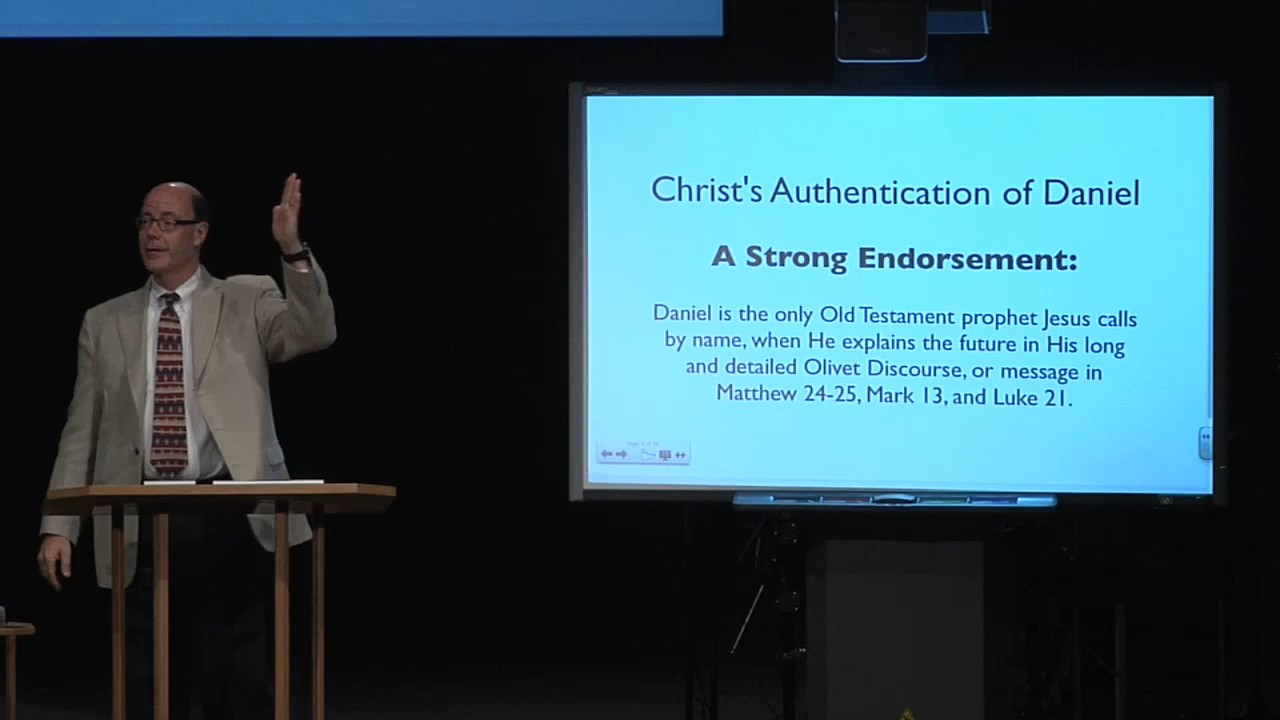 Christ's Authentication of Daniel
A Strong Endorsement:
Daniel is the only Old Testament prophet Jesus calls
by name, when He explains the future in His long
and detailed Olivet Discourse, or message in
Matthew 24-25, Mark 13, and Luke 21.